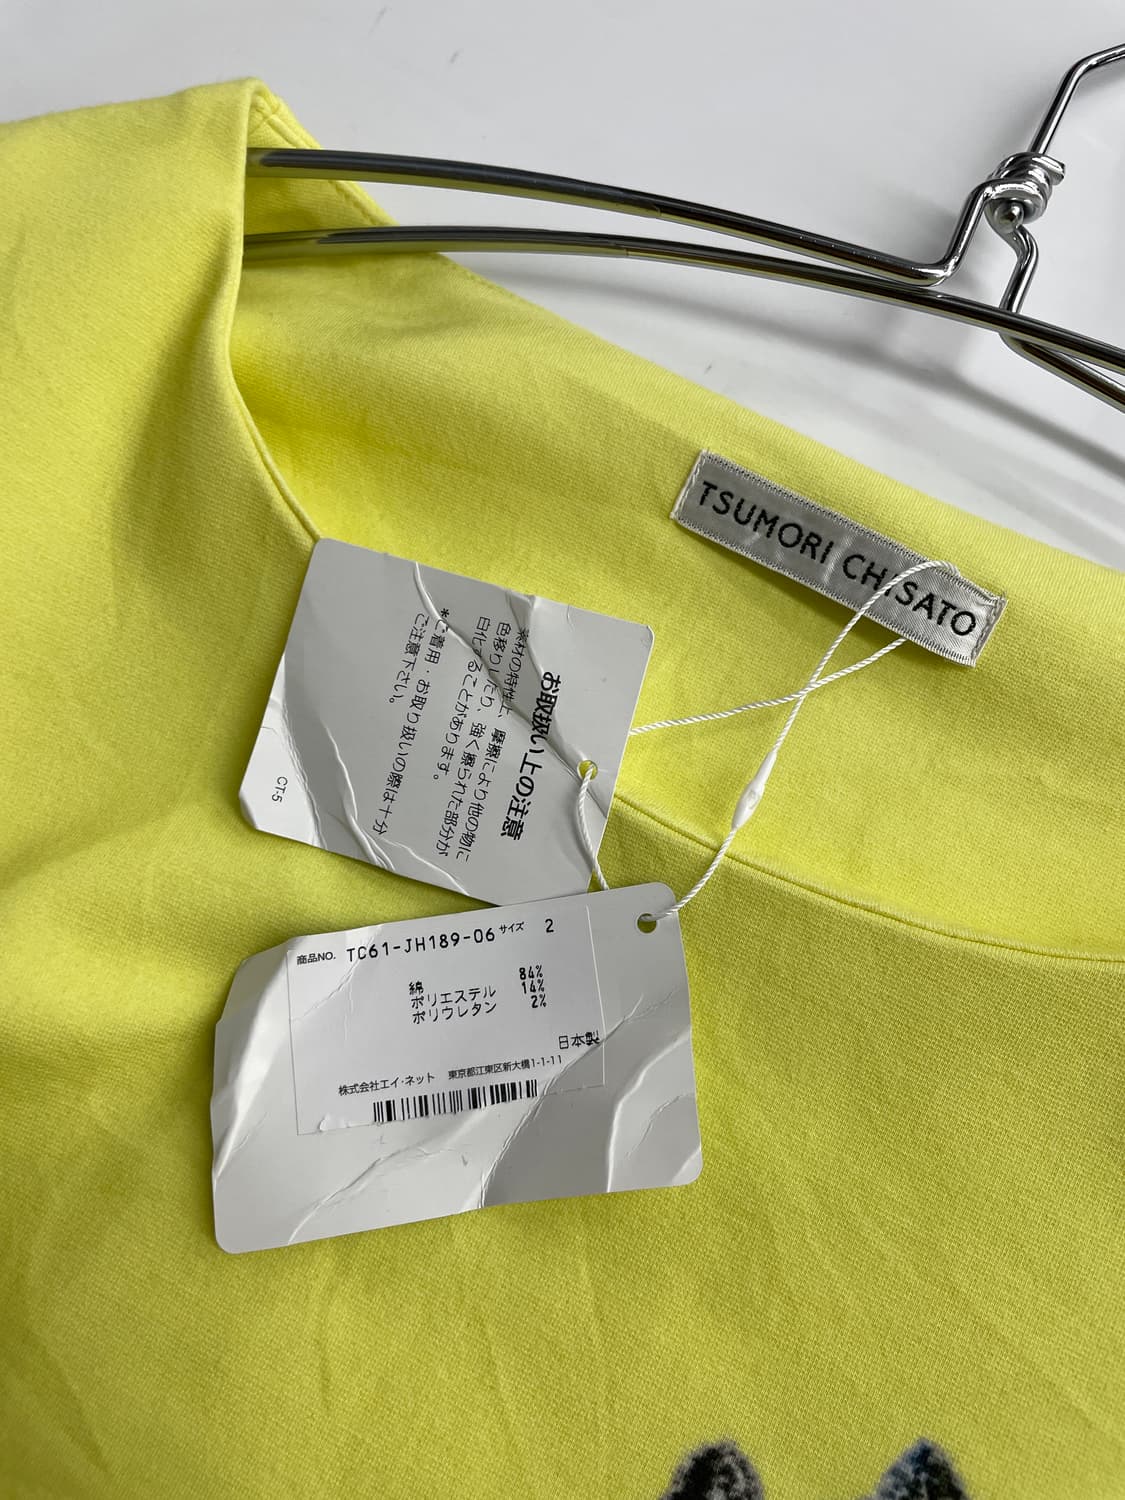 TSUMORI CHISATO
お取扱い上の注意
素材の特性上、摩擦により他の物に
色移りしたり、強く擦られた部分が
白化することがあります。
*ご着用・お取り扱いの際は十分
ご注意下さい。
CT-5
商品NO. TC61-JH189-06 サイズ 2
綿 84%
ポリエステル 14%
ポリウレタン 2%
日本製
株式会社エイ・ネット 東京都江東区新大橋1-1-11